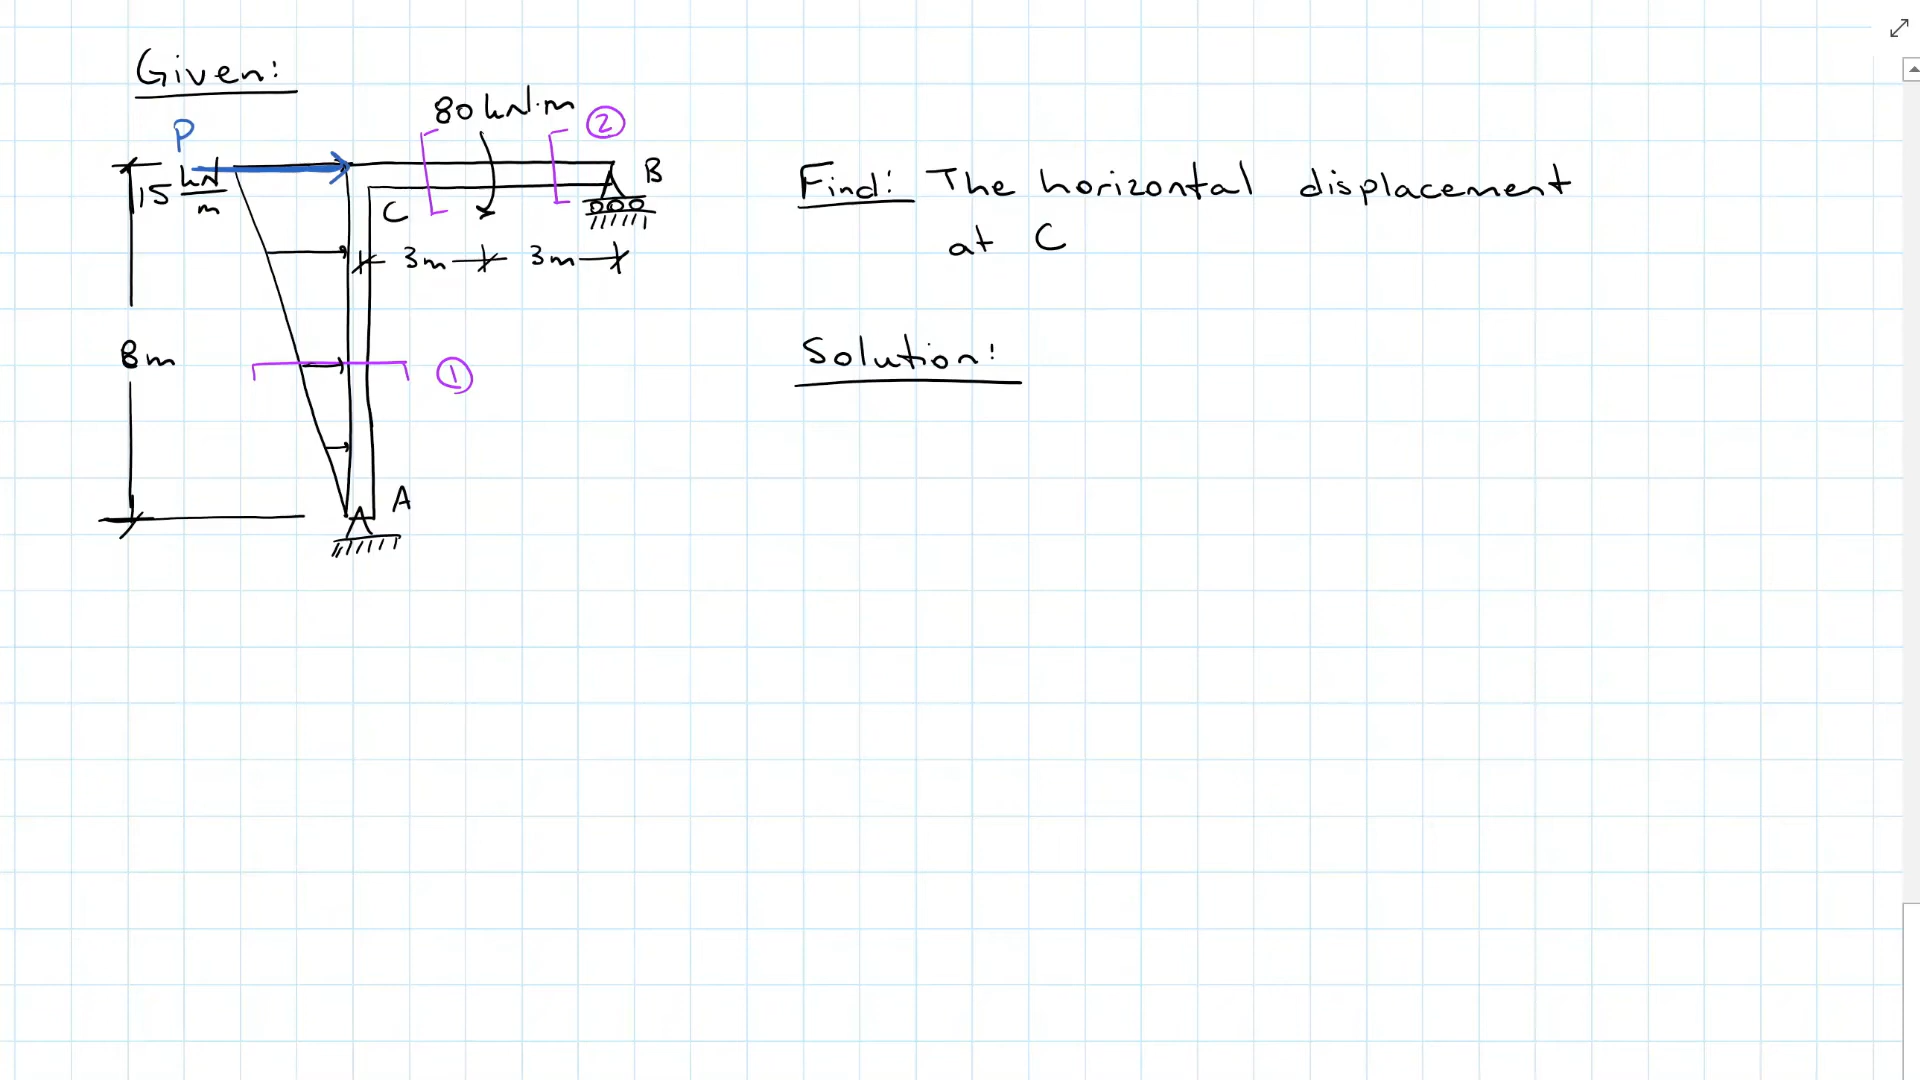 Given:
80 kN·m
②
P
15 kN/m
B
C
3m 3m
8m
①
A
Find: The horizontal displacement
at C
Solution: